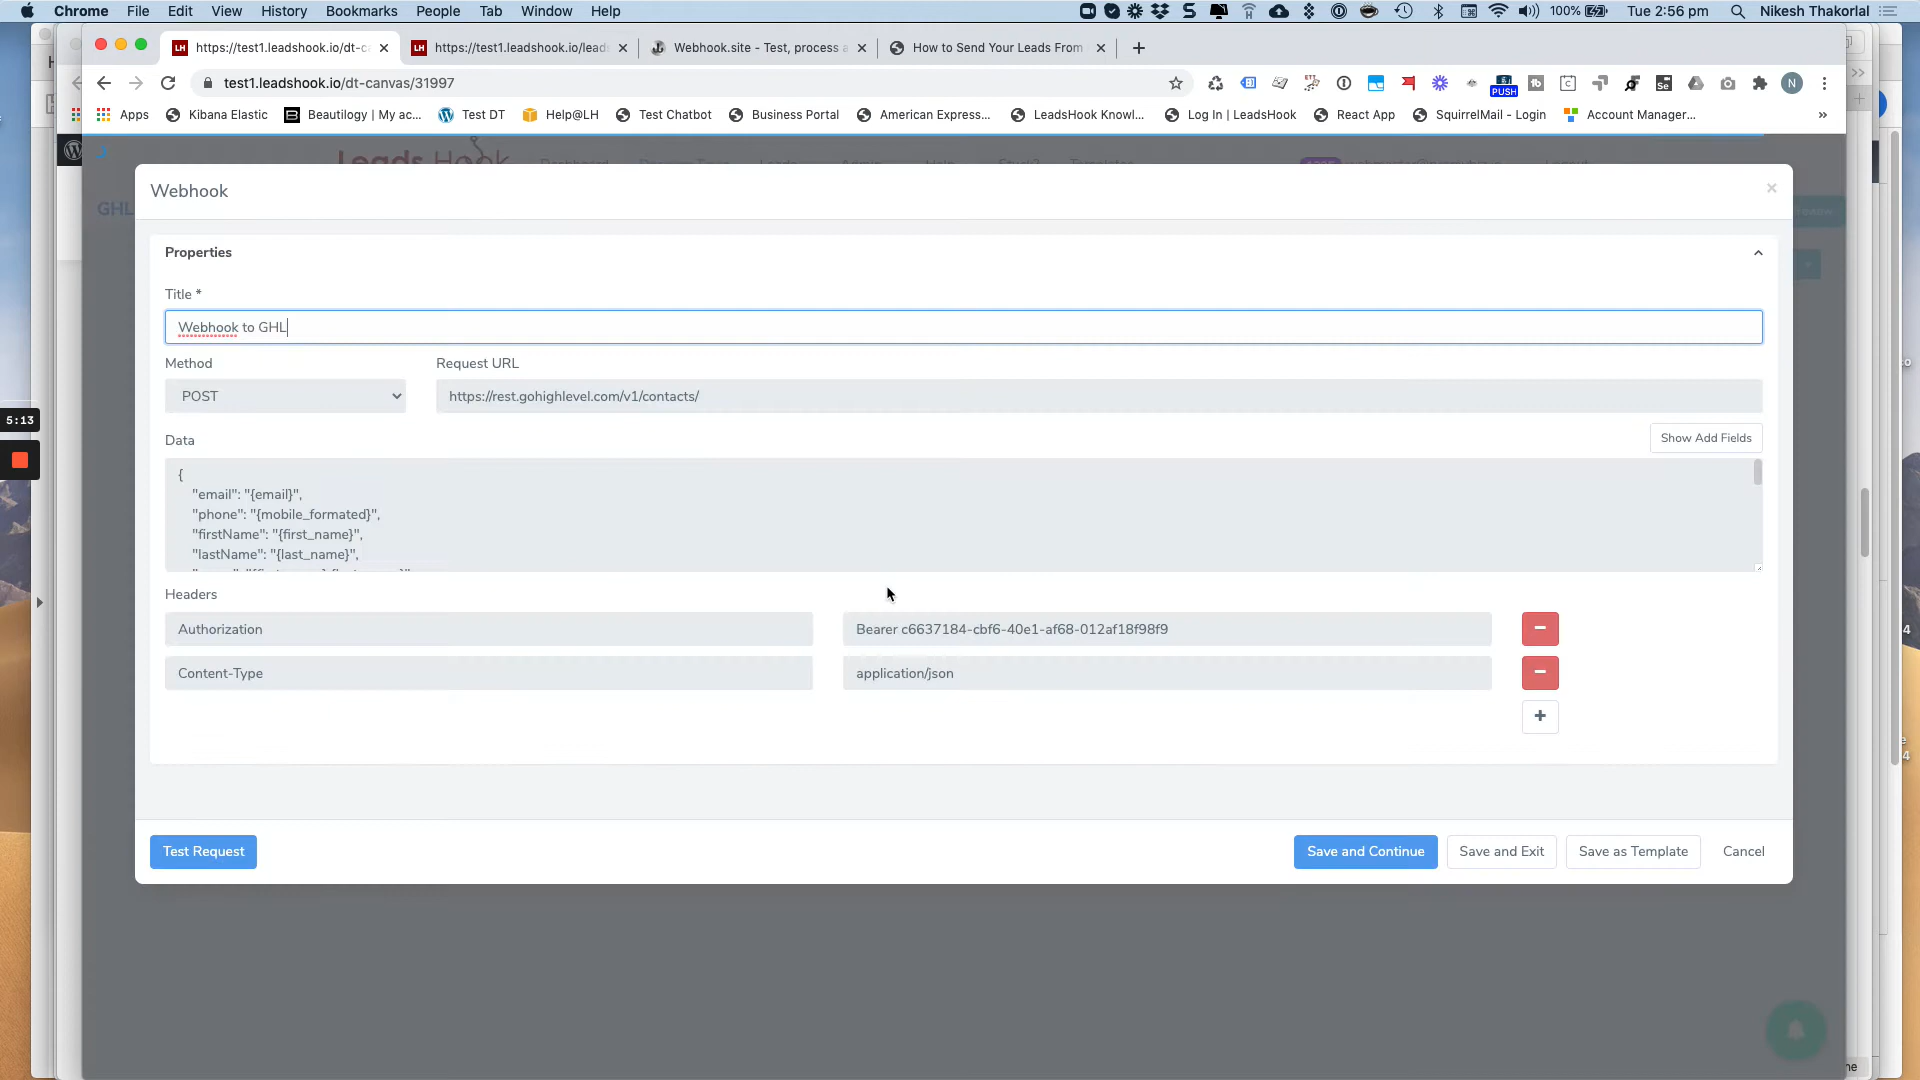 Chrome File Edit View History Bookmarks People Tab Window Help 100% Tue 2:56 pm Nikesh Thakorlal
https://test1.leadshook.io/dt-c https://test1.leadshook.io/lead Webhook.site - Test, process a How to Send Your Leads From
test1.leadshook.io/dt-canvas/31997
PUSH
N
Apps Kibana Elastic Beautilogy | My ac... Test DT Help@LH Test Chatbot Business Portal American Express... LeadsHook Knowl... Log In | LeadsHook React App SquirrelMail - Login Account Manager...
Webhook
GHL
Properties
Title *
Webhook to GHL
Method Request URL
POST https://rest.gohighlevel.com/v1/contacts/
5:13
Data Show Add Fields
{
"email": "{email}",
"phone": "{mobile_formated}",
"firstName": "{first_name}",
"lastName": "{last_name}",
Headers
Authorization Bearer c6637184-cbf6-40e1-af68-012af18f98f9
Content-Type application/json
Test Request Save and Continue Save and Exit Save as Template Cancel